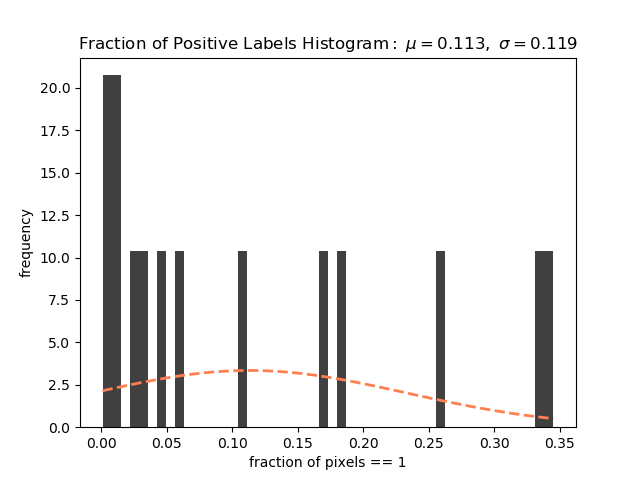 Fraction of Positive Labels Histogram : μ = 0.113, σ = 0.119
frequency
20.0
17.5
15.0
12.5
10.0
7.5
5.0
2.5
0.0
0.00 0.05 0.10 0.15 0.20 0.25 0.30 0.35
fraction of pixels == 1